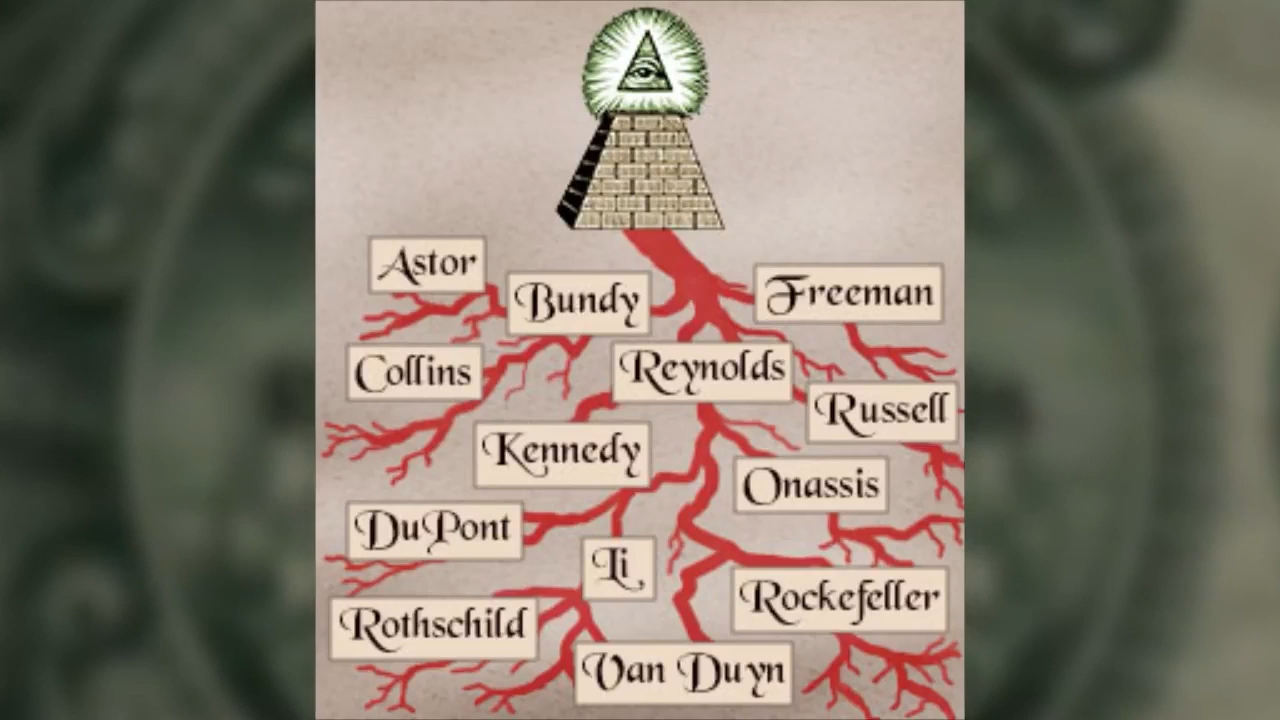 Astor
Bundy
Freeman
Collins
Reynolds
Russell
Kennedy
Onassis
DuPont
Li
Rockefeller
Rothschild
Van Duyn